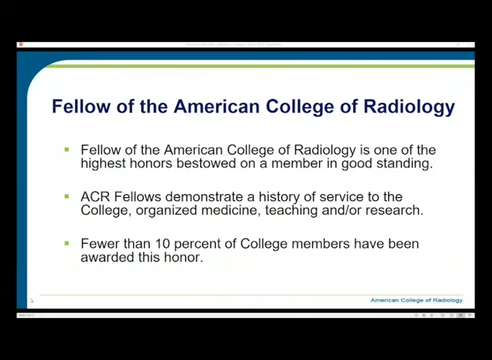 Fellow of the American College of Radiology
Fellow of the American College of Radiology is one of the
highest honors bestowed on a member in good standing.
ACR Fellows demonstrate a history of service to the
College, organized medicine, teaching and/or research.
Fewer than 10 percent of College members have been
awarded this honor.
American College of Radiology